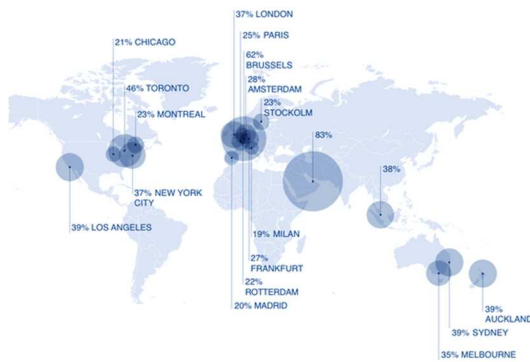 37% LONDON
25% PARIS
21% CHICAGO
62%
BRUSSELS
28%
AMSTERDAM
46% TORONTO
23%
STOCKOLM
23% MONTREAL
83%
38%
37% NEW YORK
CITY
39% LOS ANGELES
19% MILAN
27%
FRANKFURT
22%
ROTTERDAM
20% MADRID
39%
AUCKLAND
39% SYDNEY
35% MELBOURNE